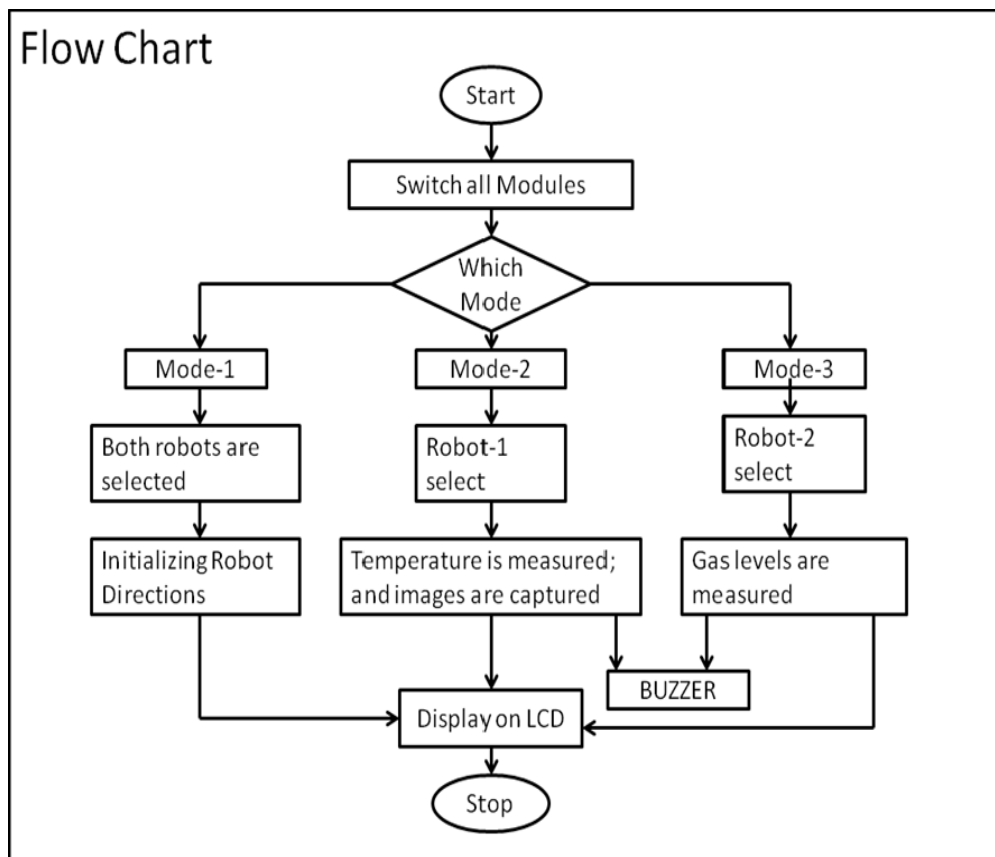 Flow Chart
Start
Switch all Modules
Which
Mode
Mode-1
Mode-2
Mode-3
Both robots are
selected
Robot-1
select
Robot-2
select
Initializing Robot
Directions
Temperature is measured;
and images are captured
Gas levels are
measured
BUZZER
Display on LCD
Stop